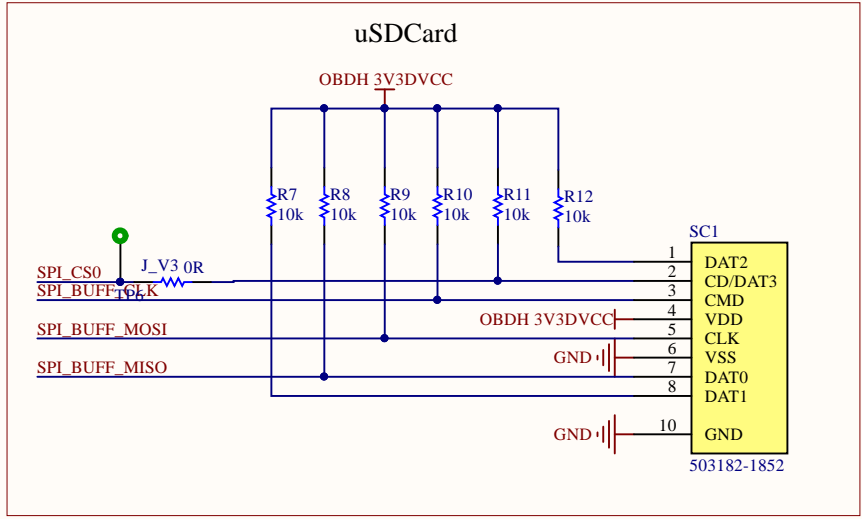 uSDCard
OBDH 3V3DVCC
R7
10k
R8
10k
R9
10k
R10
10k
R11
10k
R12
10k
SC1
SPI_CS0
J_V3 0R
TP6
SPI_BUFF_CLK
SPI_BUFF_MOSI
SPI_BUFF_MISO
OBDH 3V3DVCC
GND
GND
1 DAT2
2 CD/DAT3
3 CMD
4 VDD
5 CLK
6 VSS
7 DAT0
8 DAT1
10 GND
503182-1852